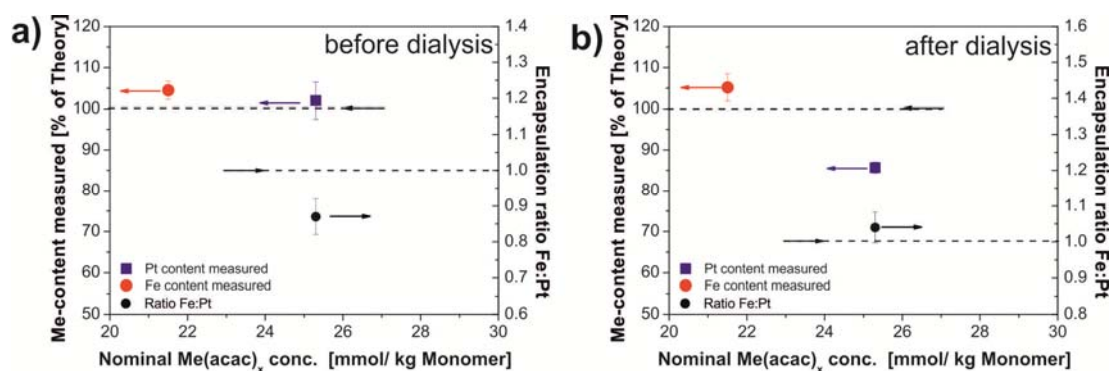 a)
before dialysis
Me-content measured [% of Theory]
120
110
100
90
80
70
60
50
1.4
1.3
1.2
1.1
1.0
0.9
0.8
0.7
0.6
Encapsulation ratio Fe:Pt
Pt content measured
Fe content measured
Ratio Fe:Pt
20 22 24 26 28 30
Nominal Me(acac)x conc. [mmol/ kg Monomer]
b)
after dialysis
Me-content measured [% of Theory]
120
110
100
90
80
70
60
50
1.6
1.5
1.4
1.3
1.2
1.1
1.0
0.9
0.8
Encapsulation ratio Fe:Pt
Pt content measured
Fe content measured
Ratio Fe:Pt
20 22 24 26 28 30
Nominal Me(acac)x conc. [mmol/ kg Monomer]